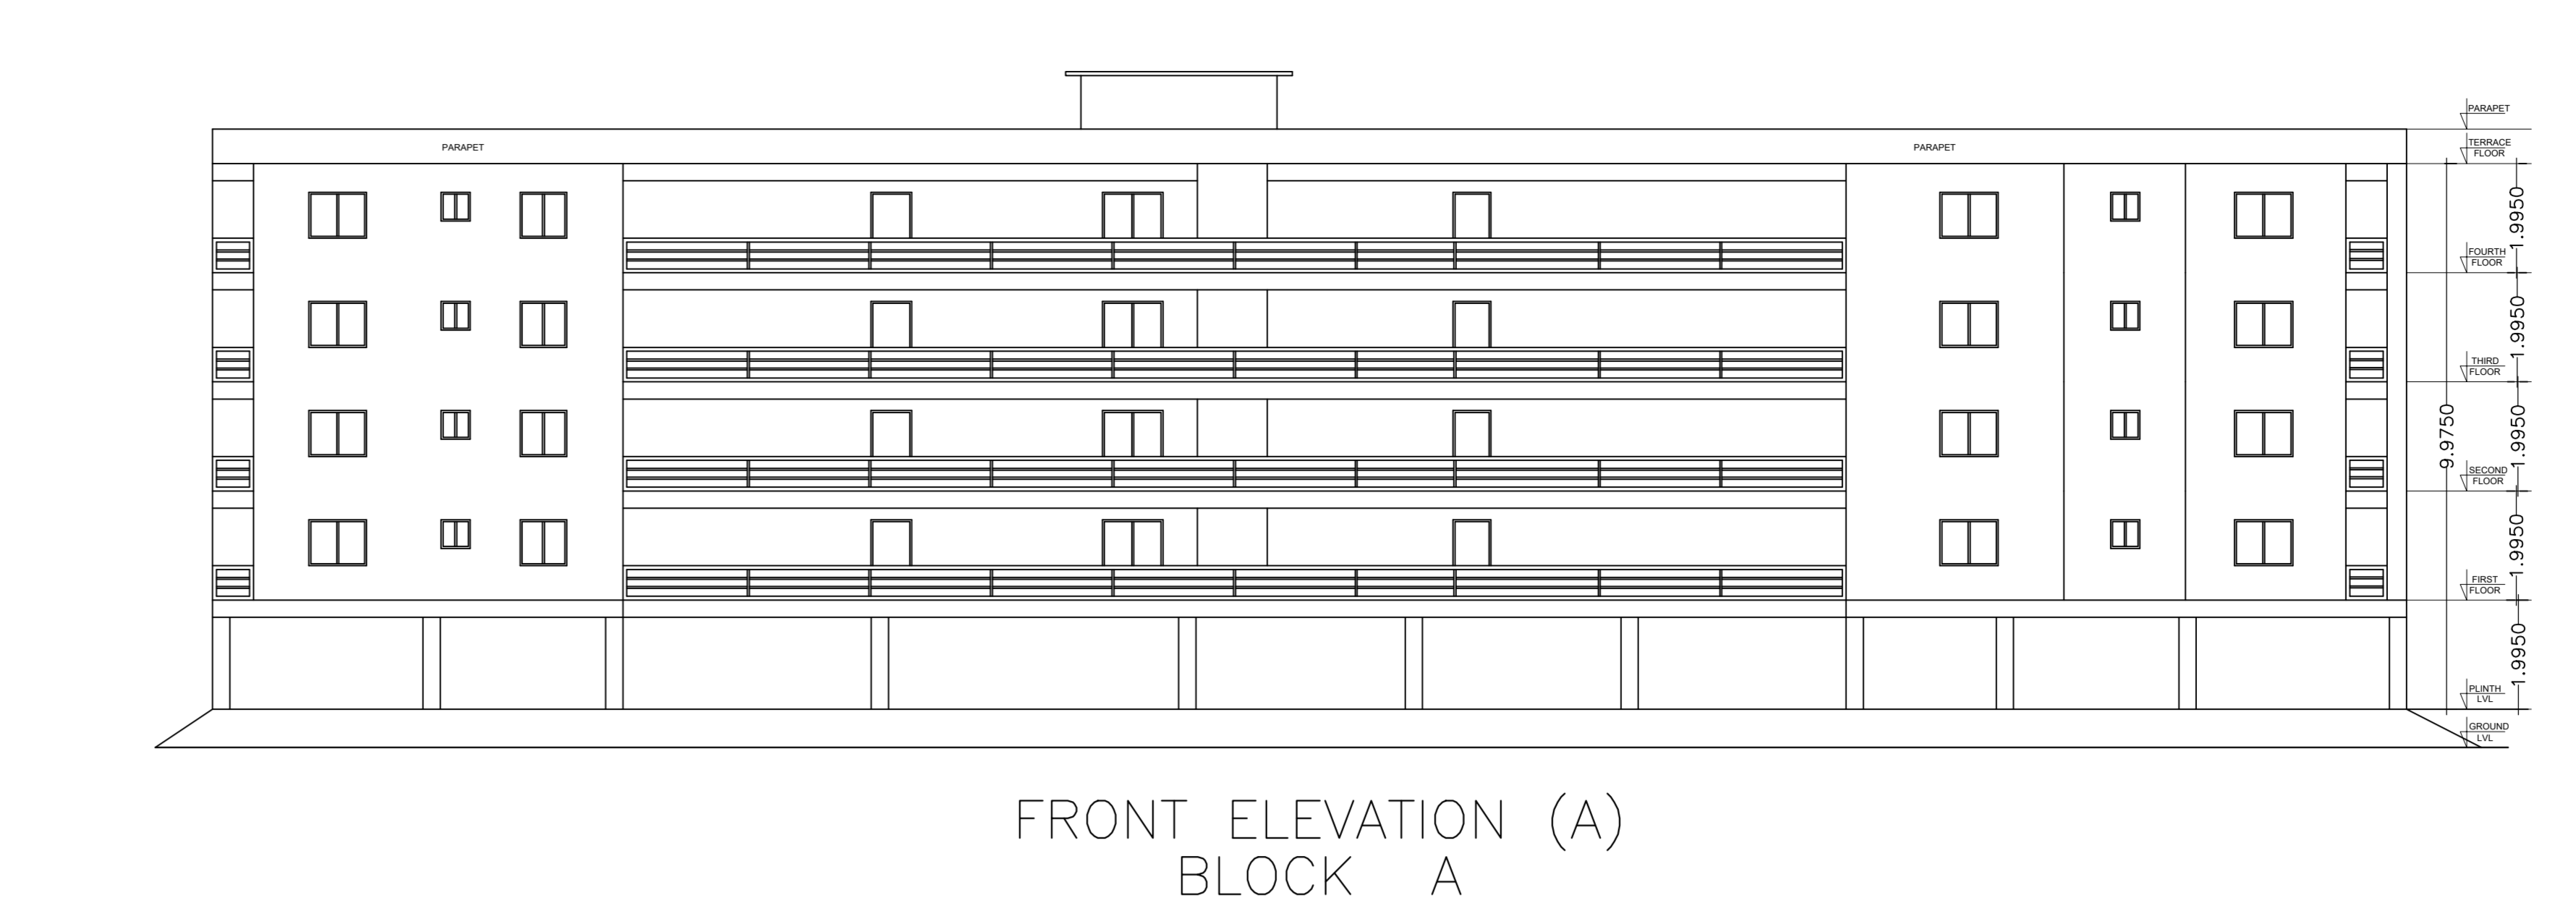 PARAPET
PARAPET
PARAPET
TERRACE
FLOOR
1.9950
FOURTH
FLOOR
1.9950
THIRD
FLOOR
9.9750
1.9950
SECOND
FLOOR
1.9950
FIRST
FLOOR
1.9950
PLINTH
LVL
GROUND
LVL
FRONT ELEVATION (A)
BLOCK A